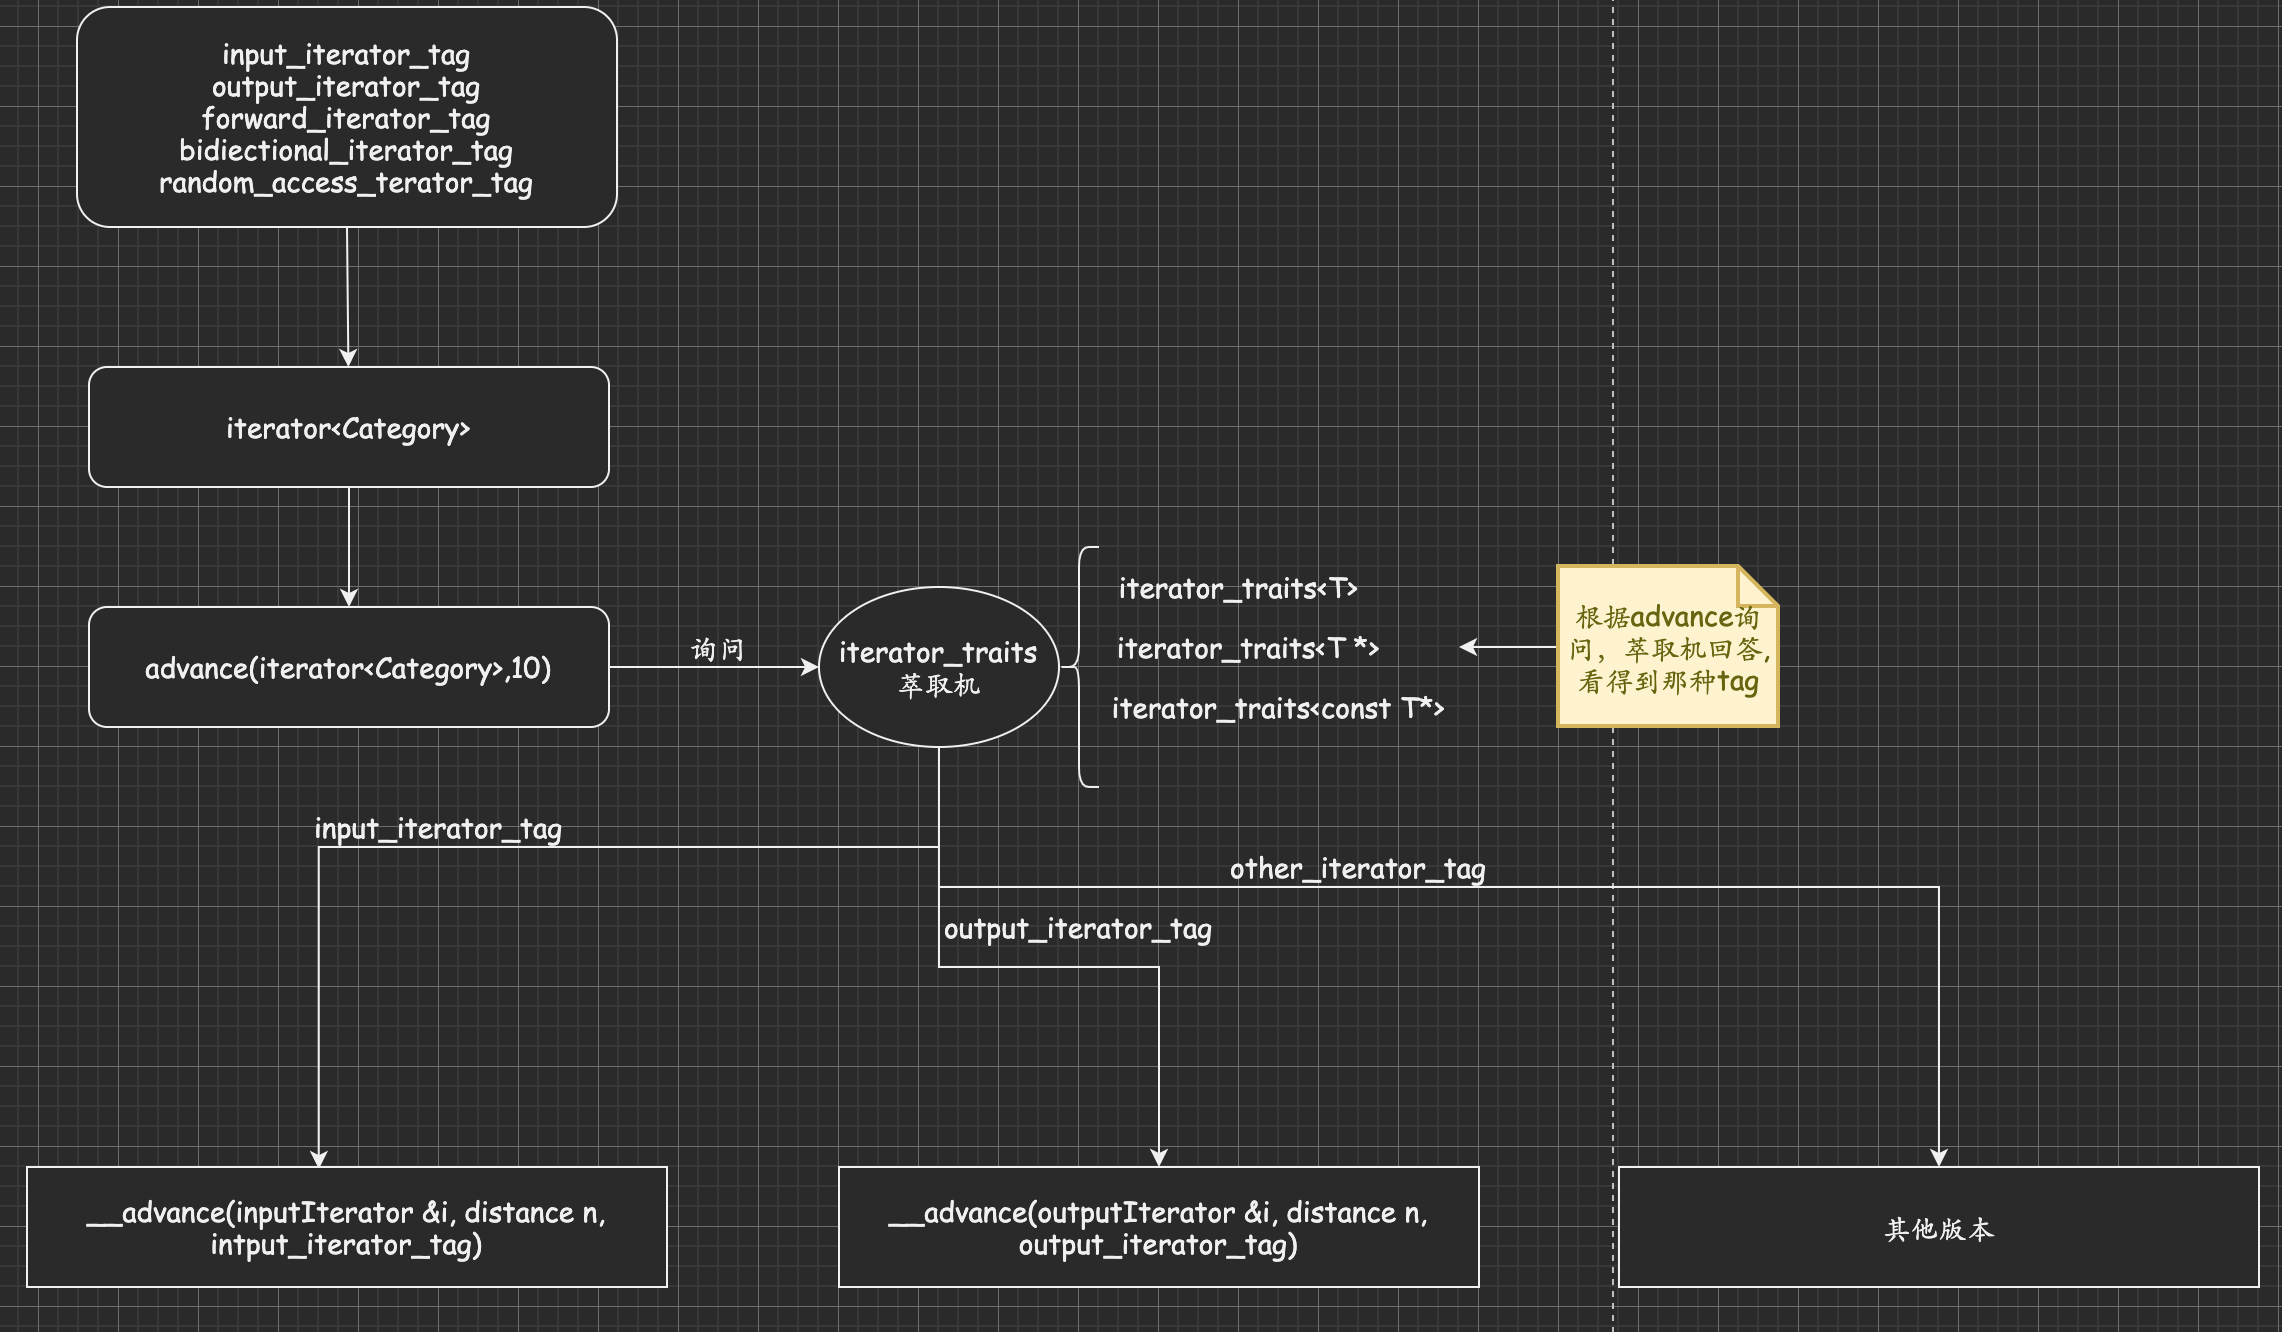 input_iterator_tag
output_iterator_tag
forward_iterator_tag
bidiectional_iterator_tag
random_access_terator_tag
iterator<Category>
advance(iterator<Category>,10)
询问
iterator_traits
萃取机
iterator_traits<T>
iterator_traits<T *>
iterator_traits<const T*>
根据advance询
问，萃取机回答,
看得到那种tag
input_iterator_tag
other_iterator_tag
output_iterator_tag
__advance(inputIterator &i, distance n,
intput_iterator_tag)
__advance(outputIterator &i, distance n,
output_iterator_tag)
其他版本